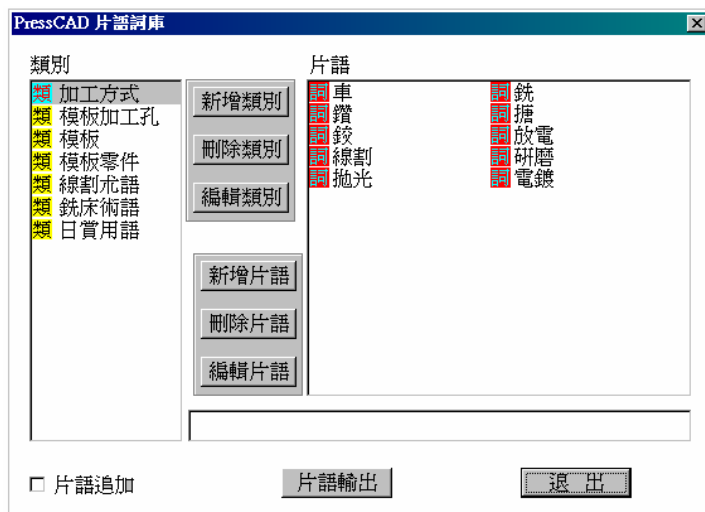 PressCAD 片語詞庫
類別
類 加工方式
類 模板加工孔
類 模板
類 模板零件
類 線割朮語
類 銑床術語
類 日賞用語
新增類別
刪除類別
編輯類別
新增片語
刪除片語
編輯片語
片語
詞 車 詞 銑
詞 鑽 詞 搪
詞 鉸 詞 放電
詞 線割 詞 研磨
詞 拋光 詞 電鍍
片語追加
片語輸出
退 出